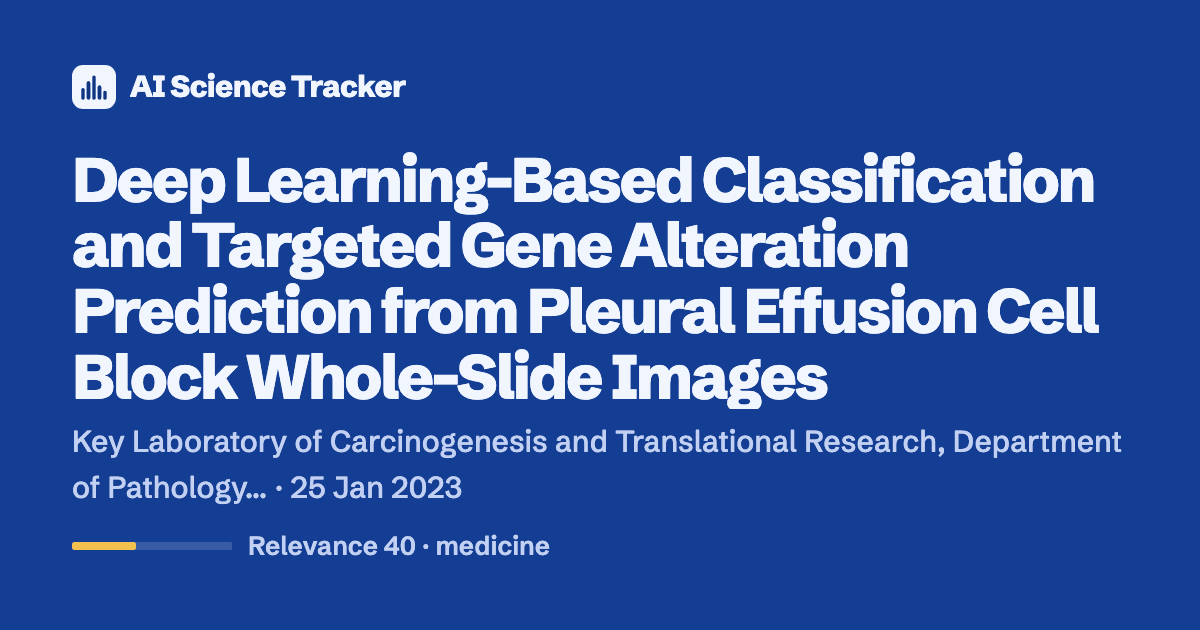 AI Science Tracker
Deep Learning-Based Classification
and Targeted Gene Alteration
Prediction from Pleural Effusion Cell
Block Whole-Slide Images
Key Laboratory of Carcinogenesis and Translational Research, Department
of Pathology... · 25 Jan 2023
Relevance 40 · medicine